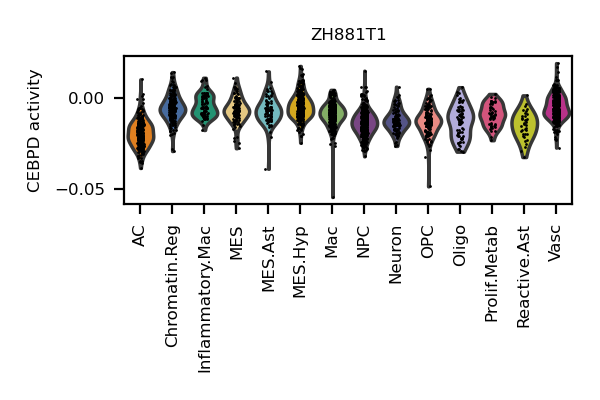 ZH881T1
CEBPD activity
0.00
−0.05
AC
Chromatin.Reg
Inflammatory.Mac
MES
MES.Ast
MES.Hyp
Mac
NPC
Neuron
OPC
Oligo
Prolif.Metab
Reactive.Ast
Vasc